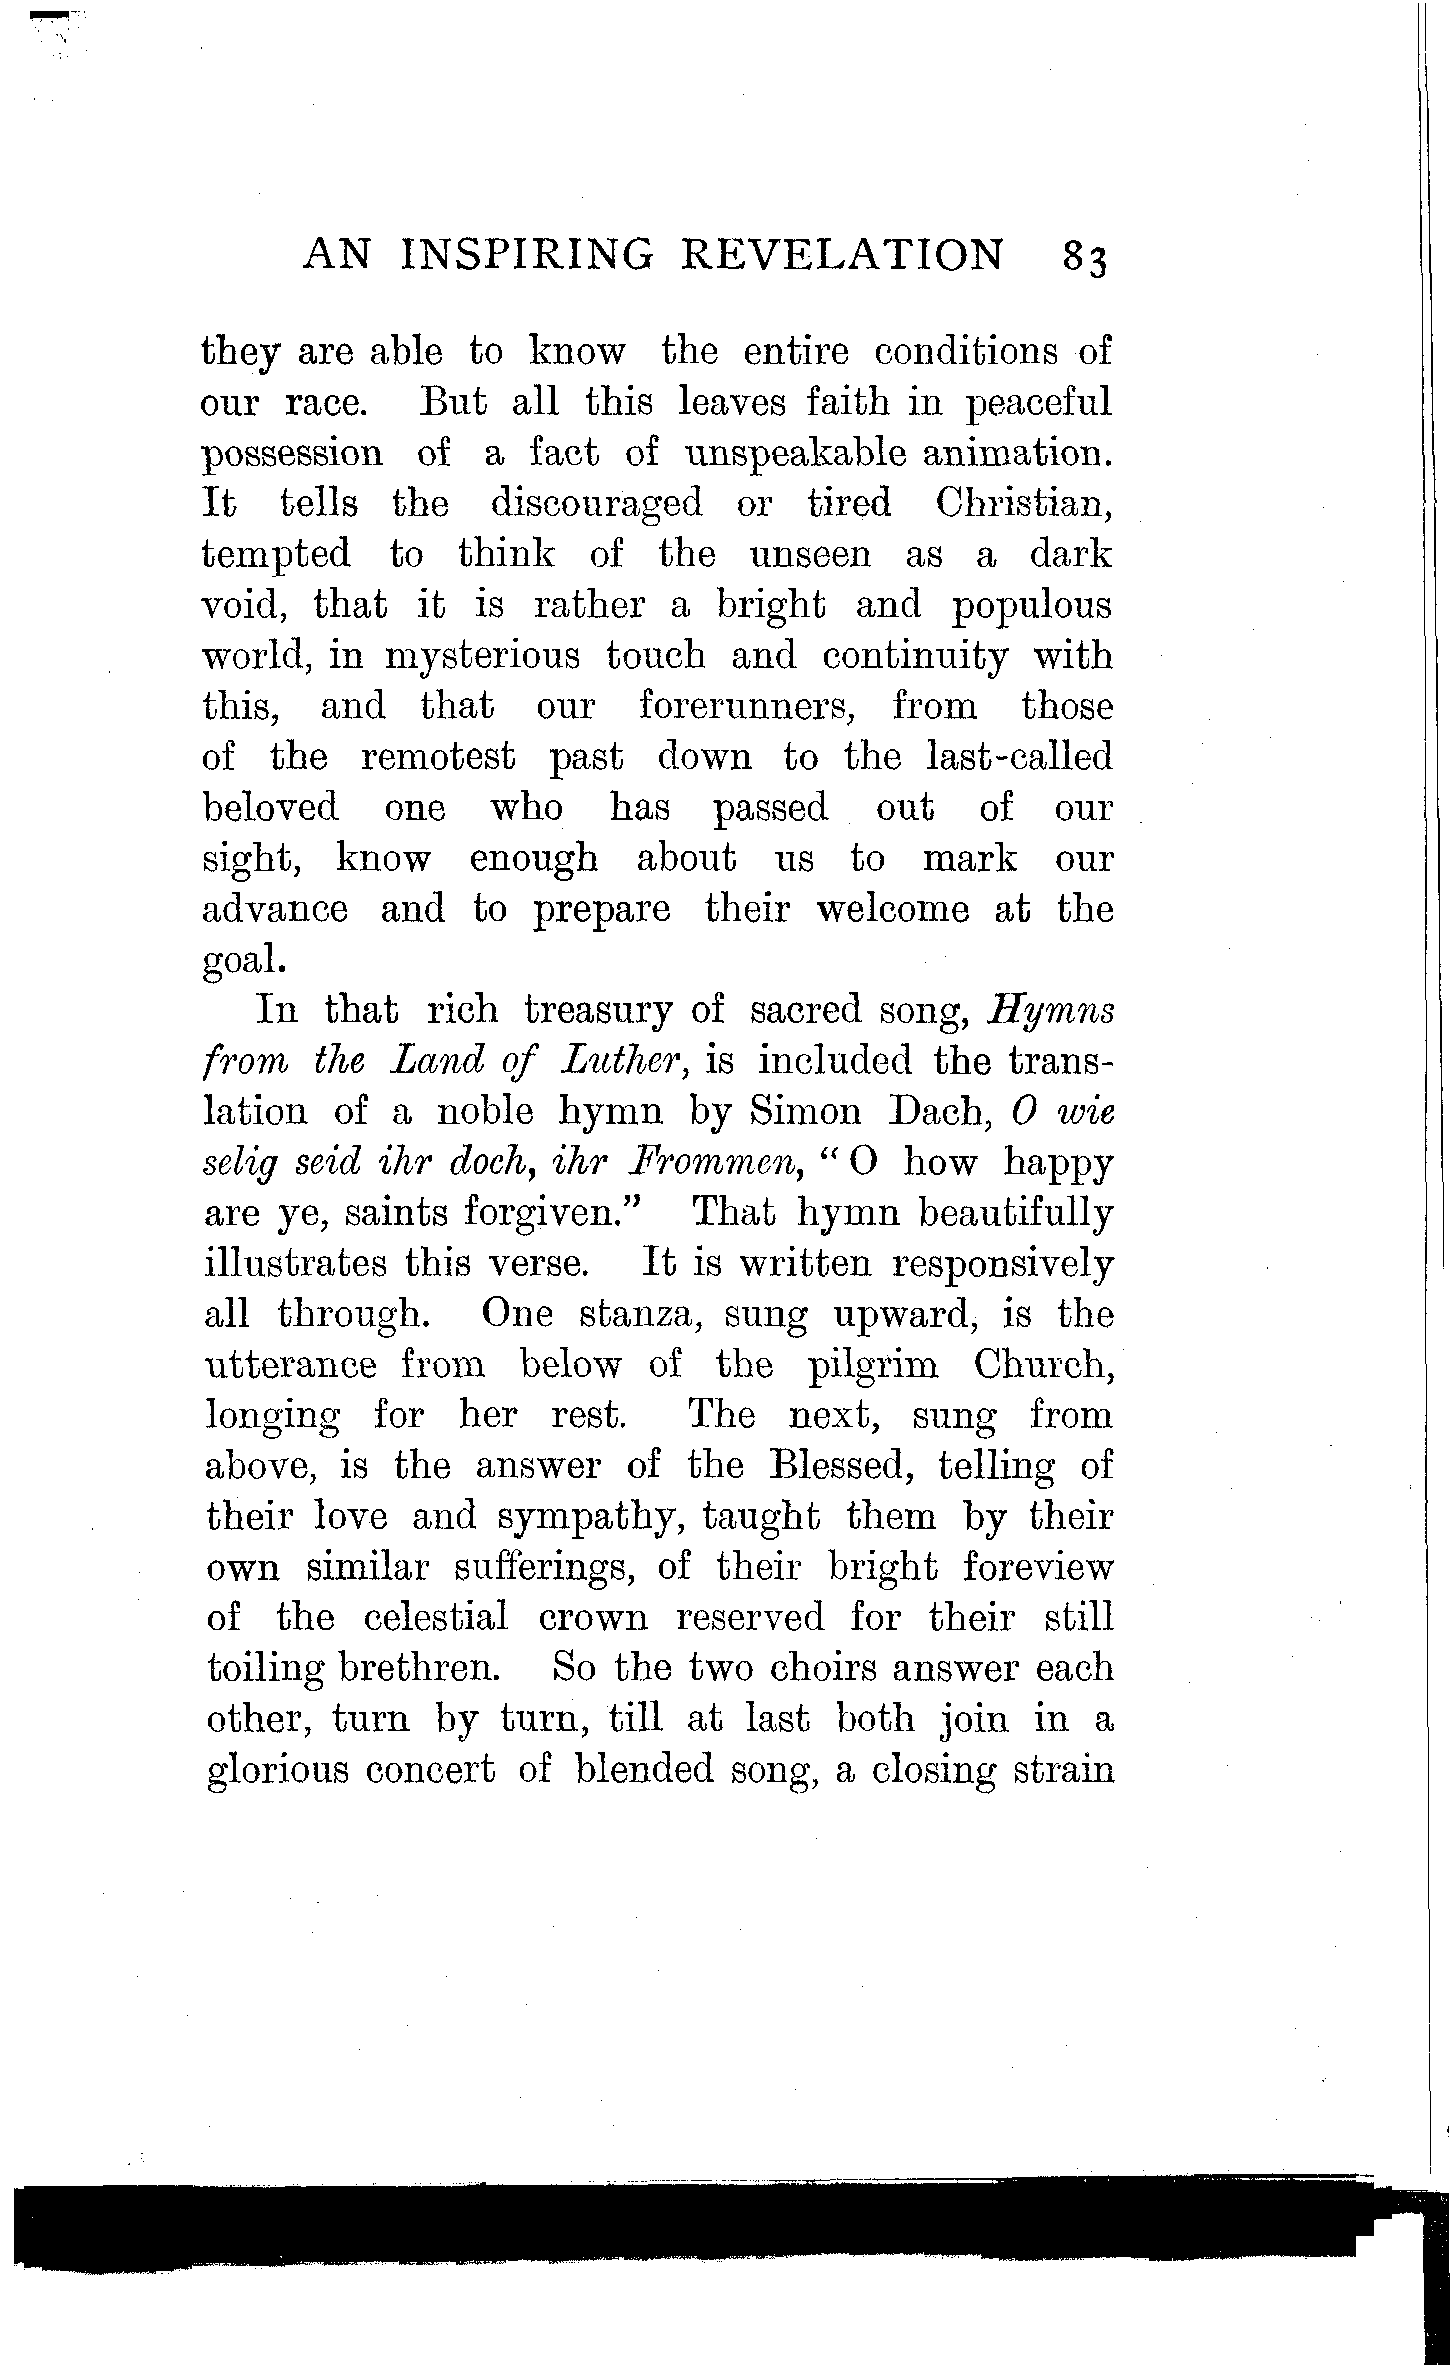 AN INSPIRING REVELATION 83
they are able to know the entire conditions of
our race. But all this leaves faith in peaceful
possession of a fact of unspeakable animation.
It tells the discouraged or tired Christian,
tempted to think of the unseen as a dark
void, that it is rather a bright and populous
world, in mysterious touch and continuity with
this, and that our forerunners, from those
of the remotest past down to the last-called
beloved one who has passed out of our
sight, know enough about us to mark our
advance and to prepare their welcome at the
goal.
In that rich treasury of sacred song, Hymns
from the Land of Luther, is included the trans-
lation of a noble hymn by Simon Dach, O wie
selig seid ihr doch, ihr Frommen, “O how happy
are ye, saints forgiven.” That hymn beautifully
illustrates this verse. It is written responsively
all through. One stanza, sung upward, is the
utterance from below of the pilgrim Church,
longing for her rest. The next, sung from
above, is the answer of the Blessed, telling of
their love and sympathy, taught them by their
own similar sufferings, of their bright foreview
of the celestial crown reserved for their still
toiling brethren. So the two choirs answer each
other, turn by turn, till at last both join in a
glorious concert of blended song, a closing strain